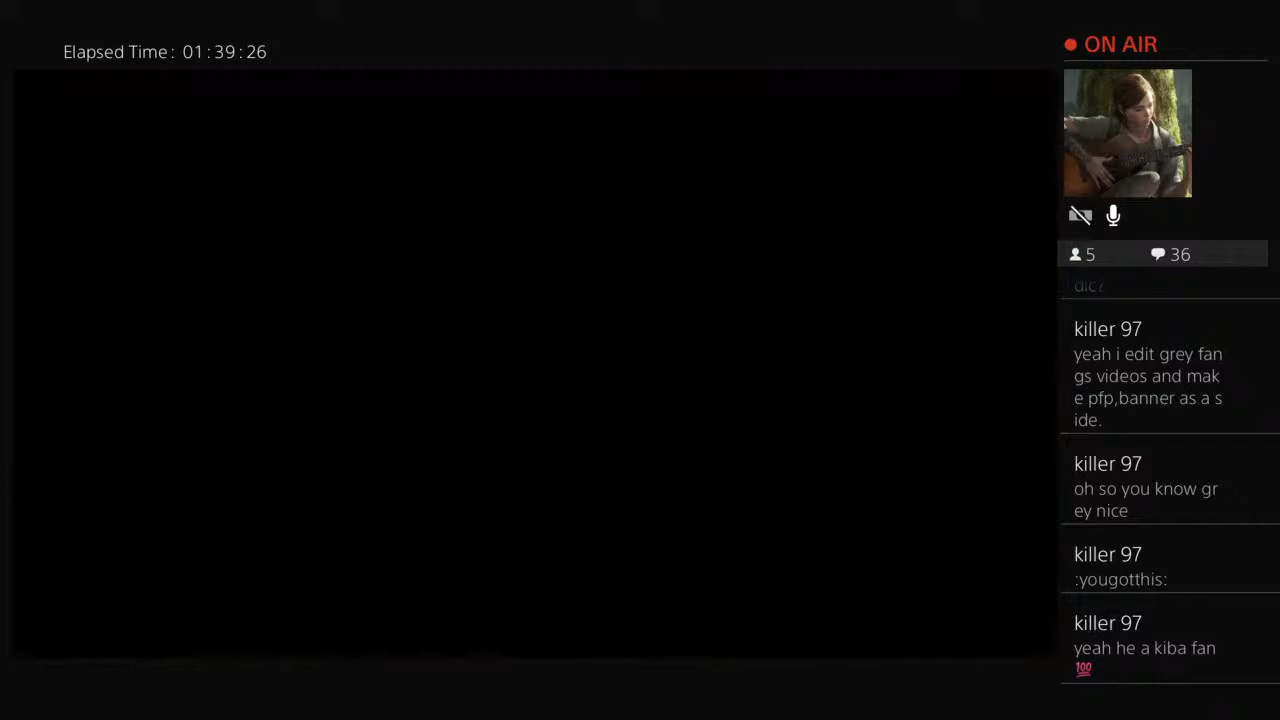 Elapsed Time: 01:39:26
ON AIR
5 36
dic?
killer 97
yeah i edit grey fan
gs videos and mak
e pfp,banner as a s
ide.
killer 97
oh so you know gr
ey nice
killer 97
:yougotthis:
killer 97
yeah he a kiba fan
💯